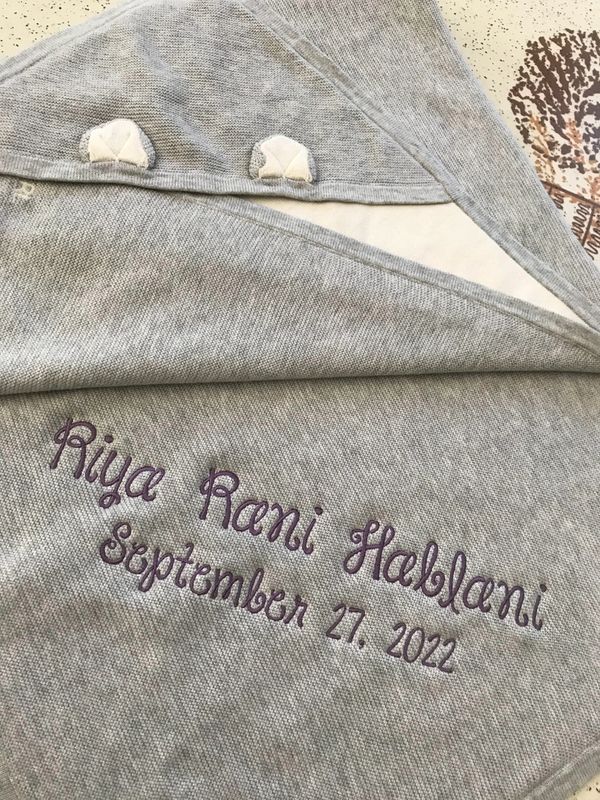 Riya Rani Hablani
September 27, 2022